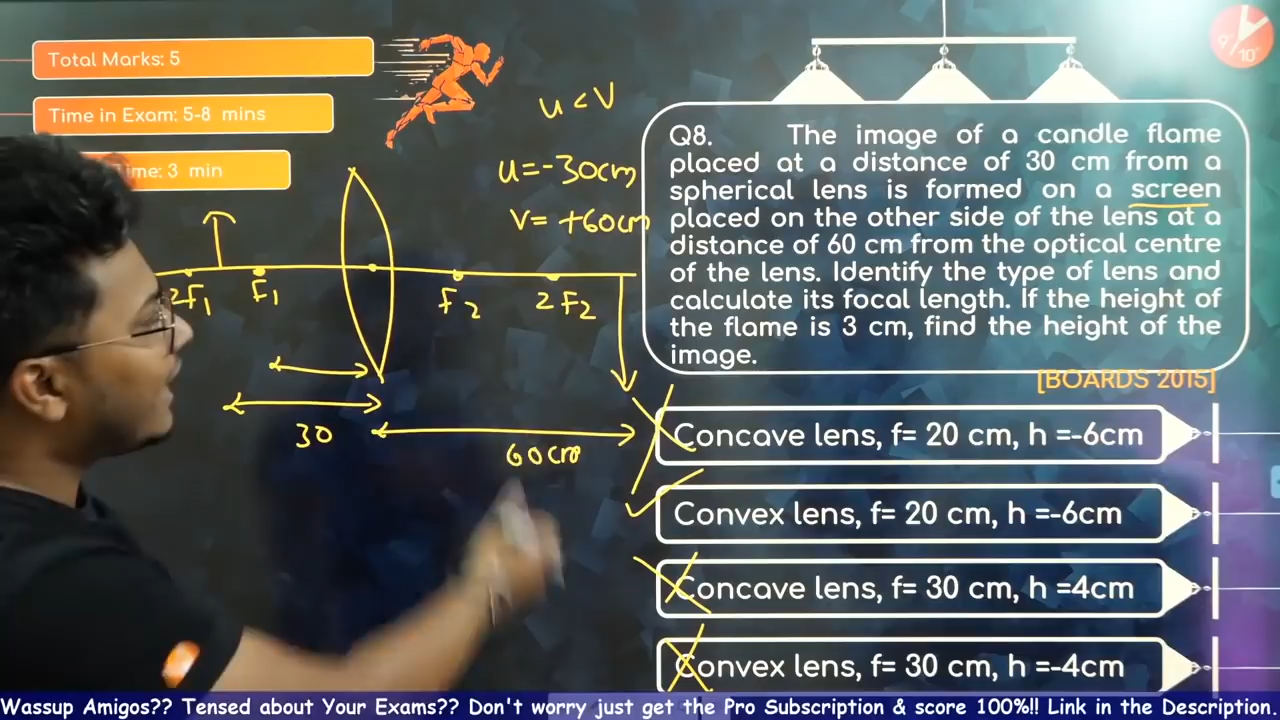 Total Marks: 5
Time in Exam: 5-8 mins
ime: 3 min
9
10
u < v
u = -30cm
v = +60cm
2F1
F1
F2
2F2
30
60cm
Q8. The image of a candle flame
placed at a distance of 30 cm from a
spherical lens is formed on a screen
placed on the other side of the lens at a
distance of 60 cm from the optical centre
of the lens. Identify the type of lens and
calculate its focal length. If the height of
the flame is 3 cm, find the height of the
image.
[BOARDS 2015]
Concave lens, f= 20 cm, h =-6cm
Convex lens, f= 20 cm, h =-6cm
Concave lens, f= 30 cm, h =4cm
Convex lens, f= 30 cm, h =-4cm
Wassup Amigos?? Tensed about Your Exams?? Don't worry just get the Pro Subscription & score 100%!! Link in the Description.